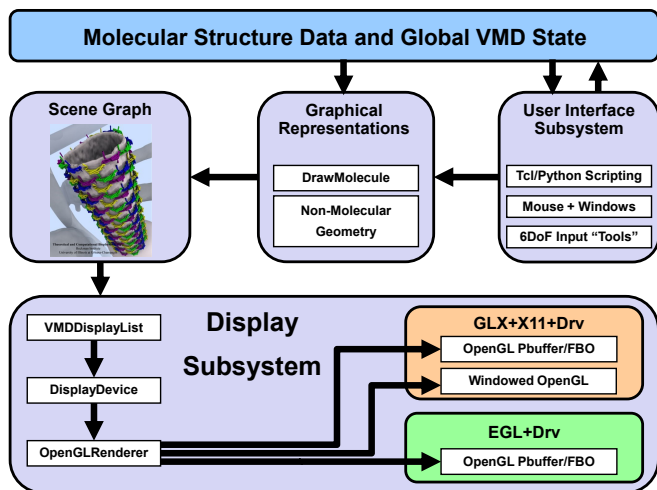 Molecular Structure Data and Global VMD State
Scene Graph
Graphical
Representations
DrawMolecule
Non-Molecular
Geometry
User Interface
Subsystem
Tcl/Python Scripting
Mouse + Windows
6DoF Input “Tools”
Display
Subsystem
VMDDisplayList
DisplayDevice
OpenGLRenderer
GLX+X11+Drv
OpenGL Pbuffer/FBO
Windowed OpenGL
EGL+Drv
OpenGL Pbuffer/FBO